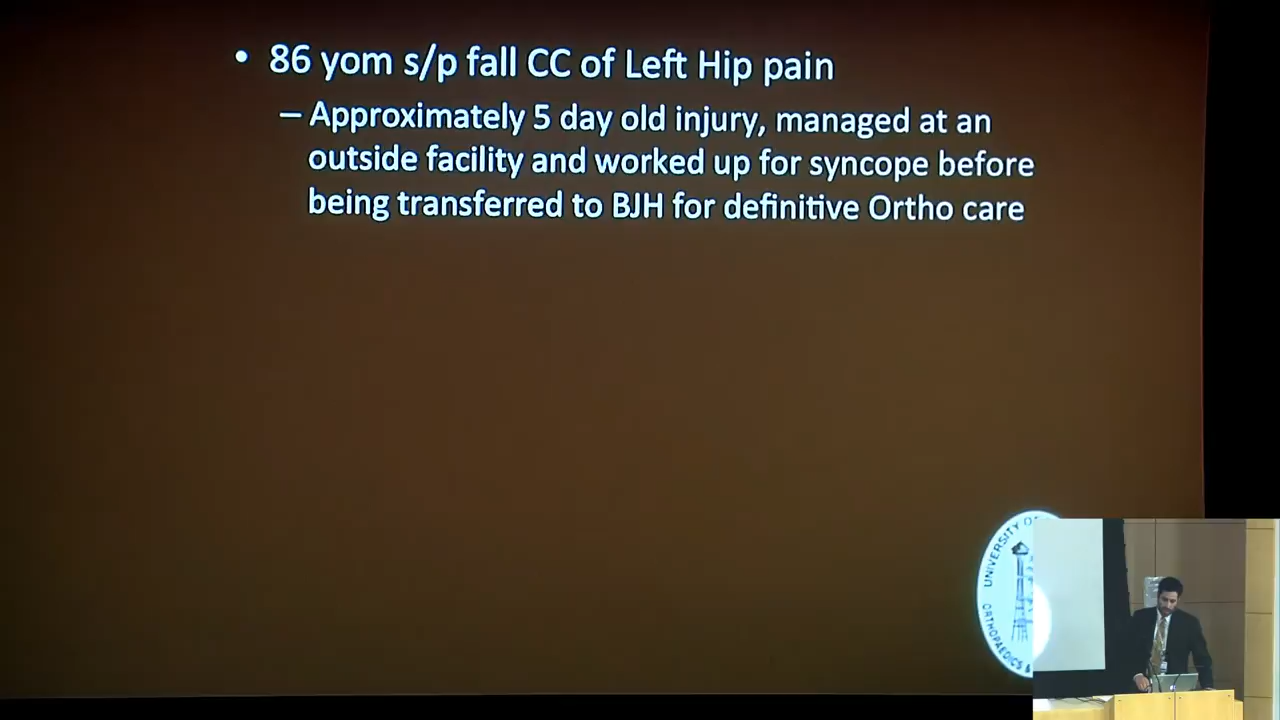 • 86 yom s/p fall CC of Left Hip pain
– Approximately 5 day old injury, managed at an
outside facility and worked up for syncope before
being transferred to BJH for definitive Ortho care
UNIVERSITY OF
ORTHOPAEDICS &